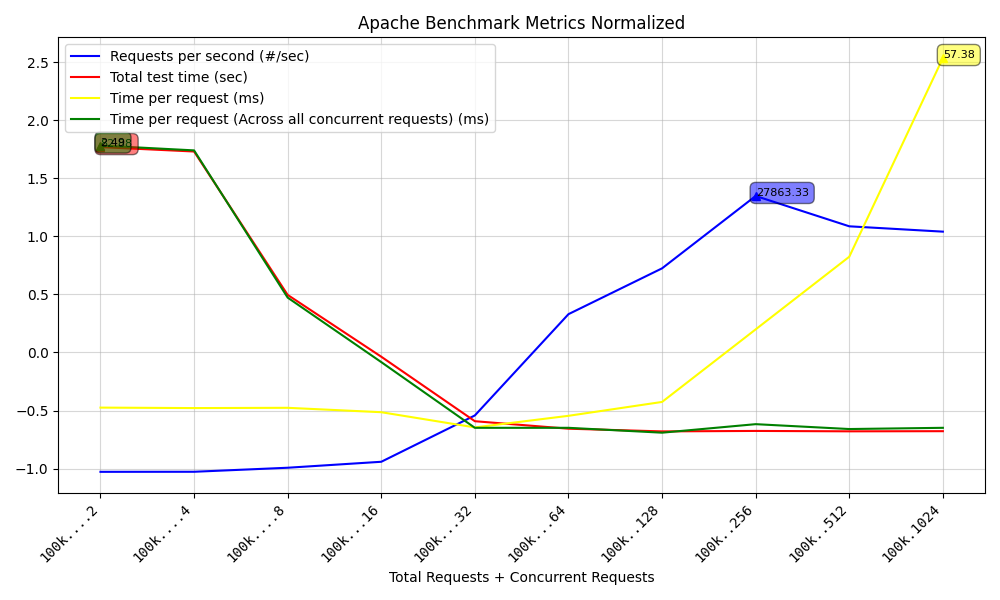 Apache Benchmark Metrics Normalized
Requests per second (#/sec)
Total test time (sec)
Time per request (ms)
Time per request (Across all concurrent requests) (ms)
57.38
2.49
27863.33
2.5
2.0
1.5
1.0
0.5
0.0
−0.5
−1.0
100k....2
100k....4
100k....8
100k...16
100k...32
100k...64
100k..128
100k..256
100k..512
100k.1024
Total Requests + Concurrent Requests